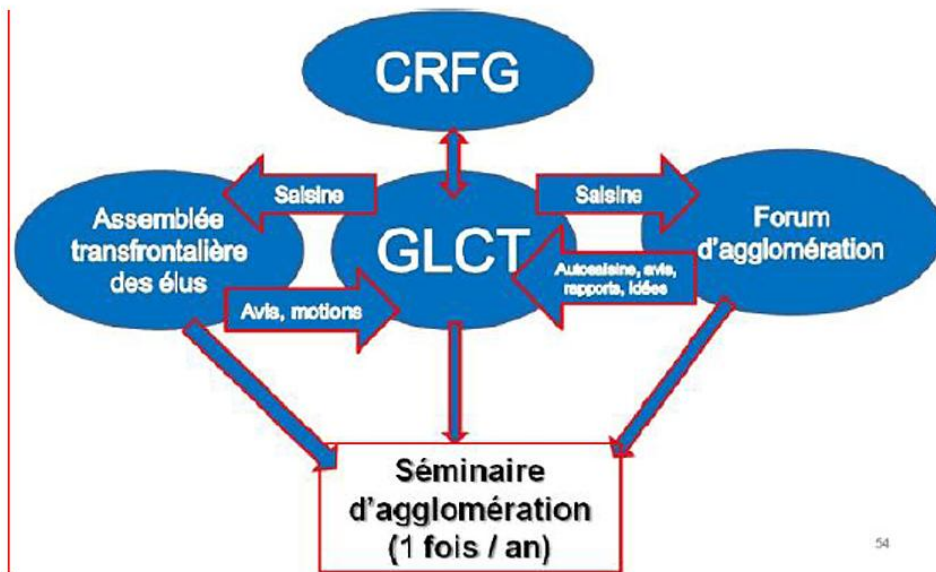 CRFG
Saisine
Saisine
Assemblée
transfrontalière
des élus
GLCT
Forum
d'agglomération
Autosaisine, avis,
rapports, idées
Avis, motions
Séminaire
d'agglomération
(1 fois / an)
54